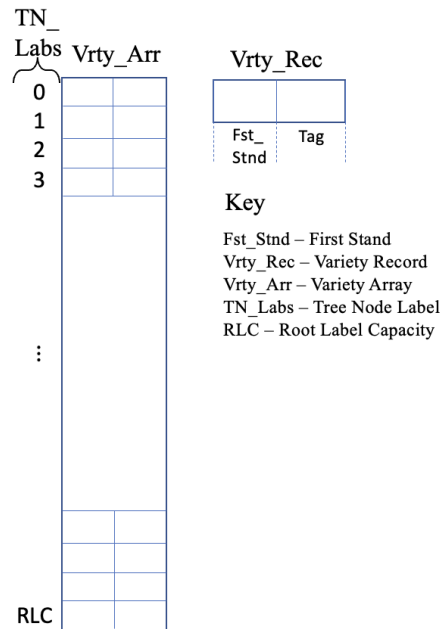 TN_
Labs
Vrty_Arr
0
1
2
3
⋮
RLC
Vrty_Rec
Fst_
Stnd
Tag
Key
Fst_Stnd – First Stand
Vrty_Rec – Variety Record
Vrty_Arr – Variety Array
TN_Labs – Tree Node Label
RLC – Root Label Capacity